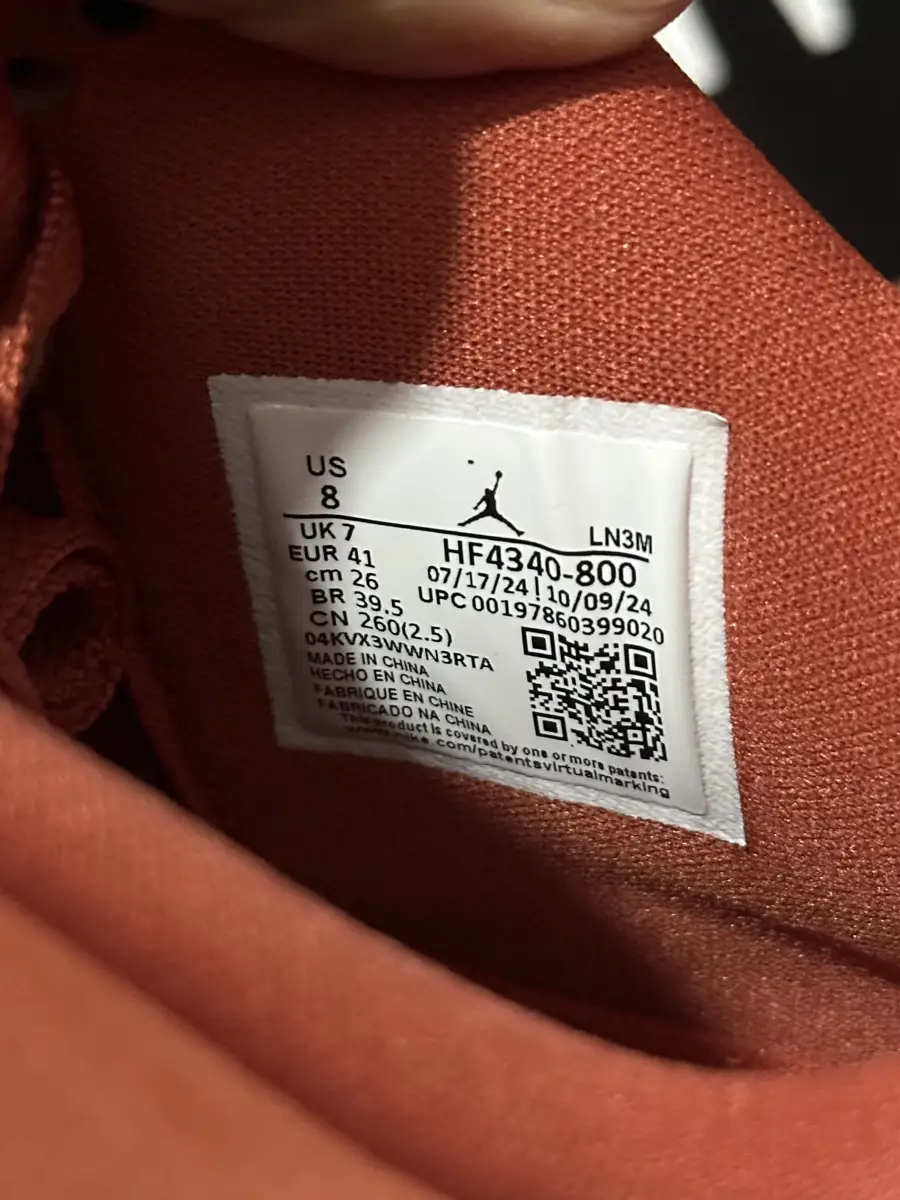 US
8
LN3M
UK 7
HF4340-800
EUR 41
07/17/24 | 10/09/24
cm 26
UPC 00197860399020
BR 39.5
CN 260(2.5)
04KVX3WWN3RTA
MADE IN CHINA
HECHO EN CHINA
FABRIQUE EN CHINE
FABRICADO NA CHINA
This product is covered by one or more patents:
www.nike.com/patentsvirtualmarking